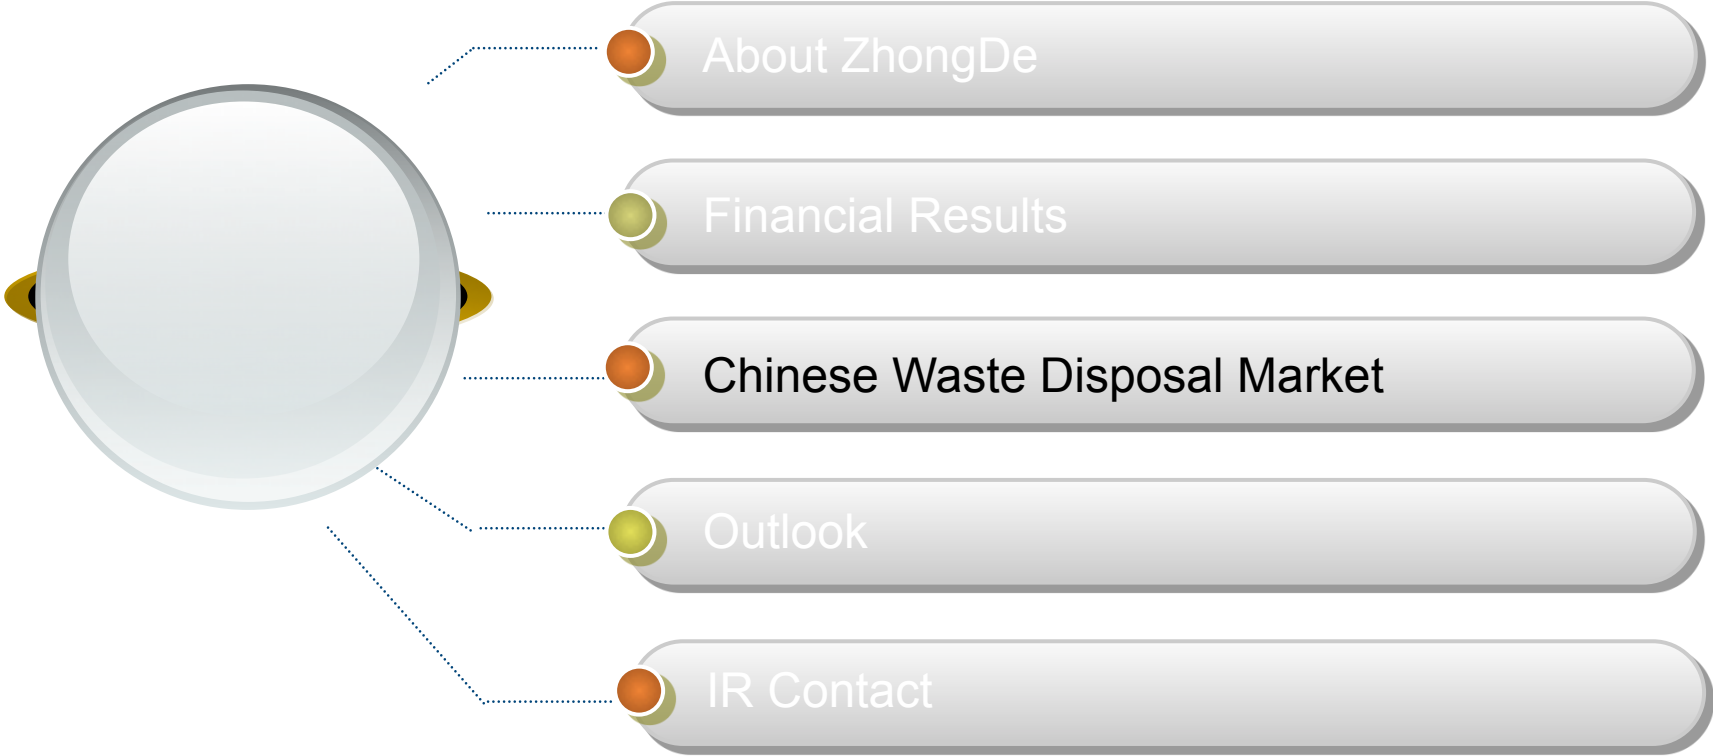 About ZhongDe
Financial Results
Chinese Waste Disposal Market
Outlook
IR Contact